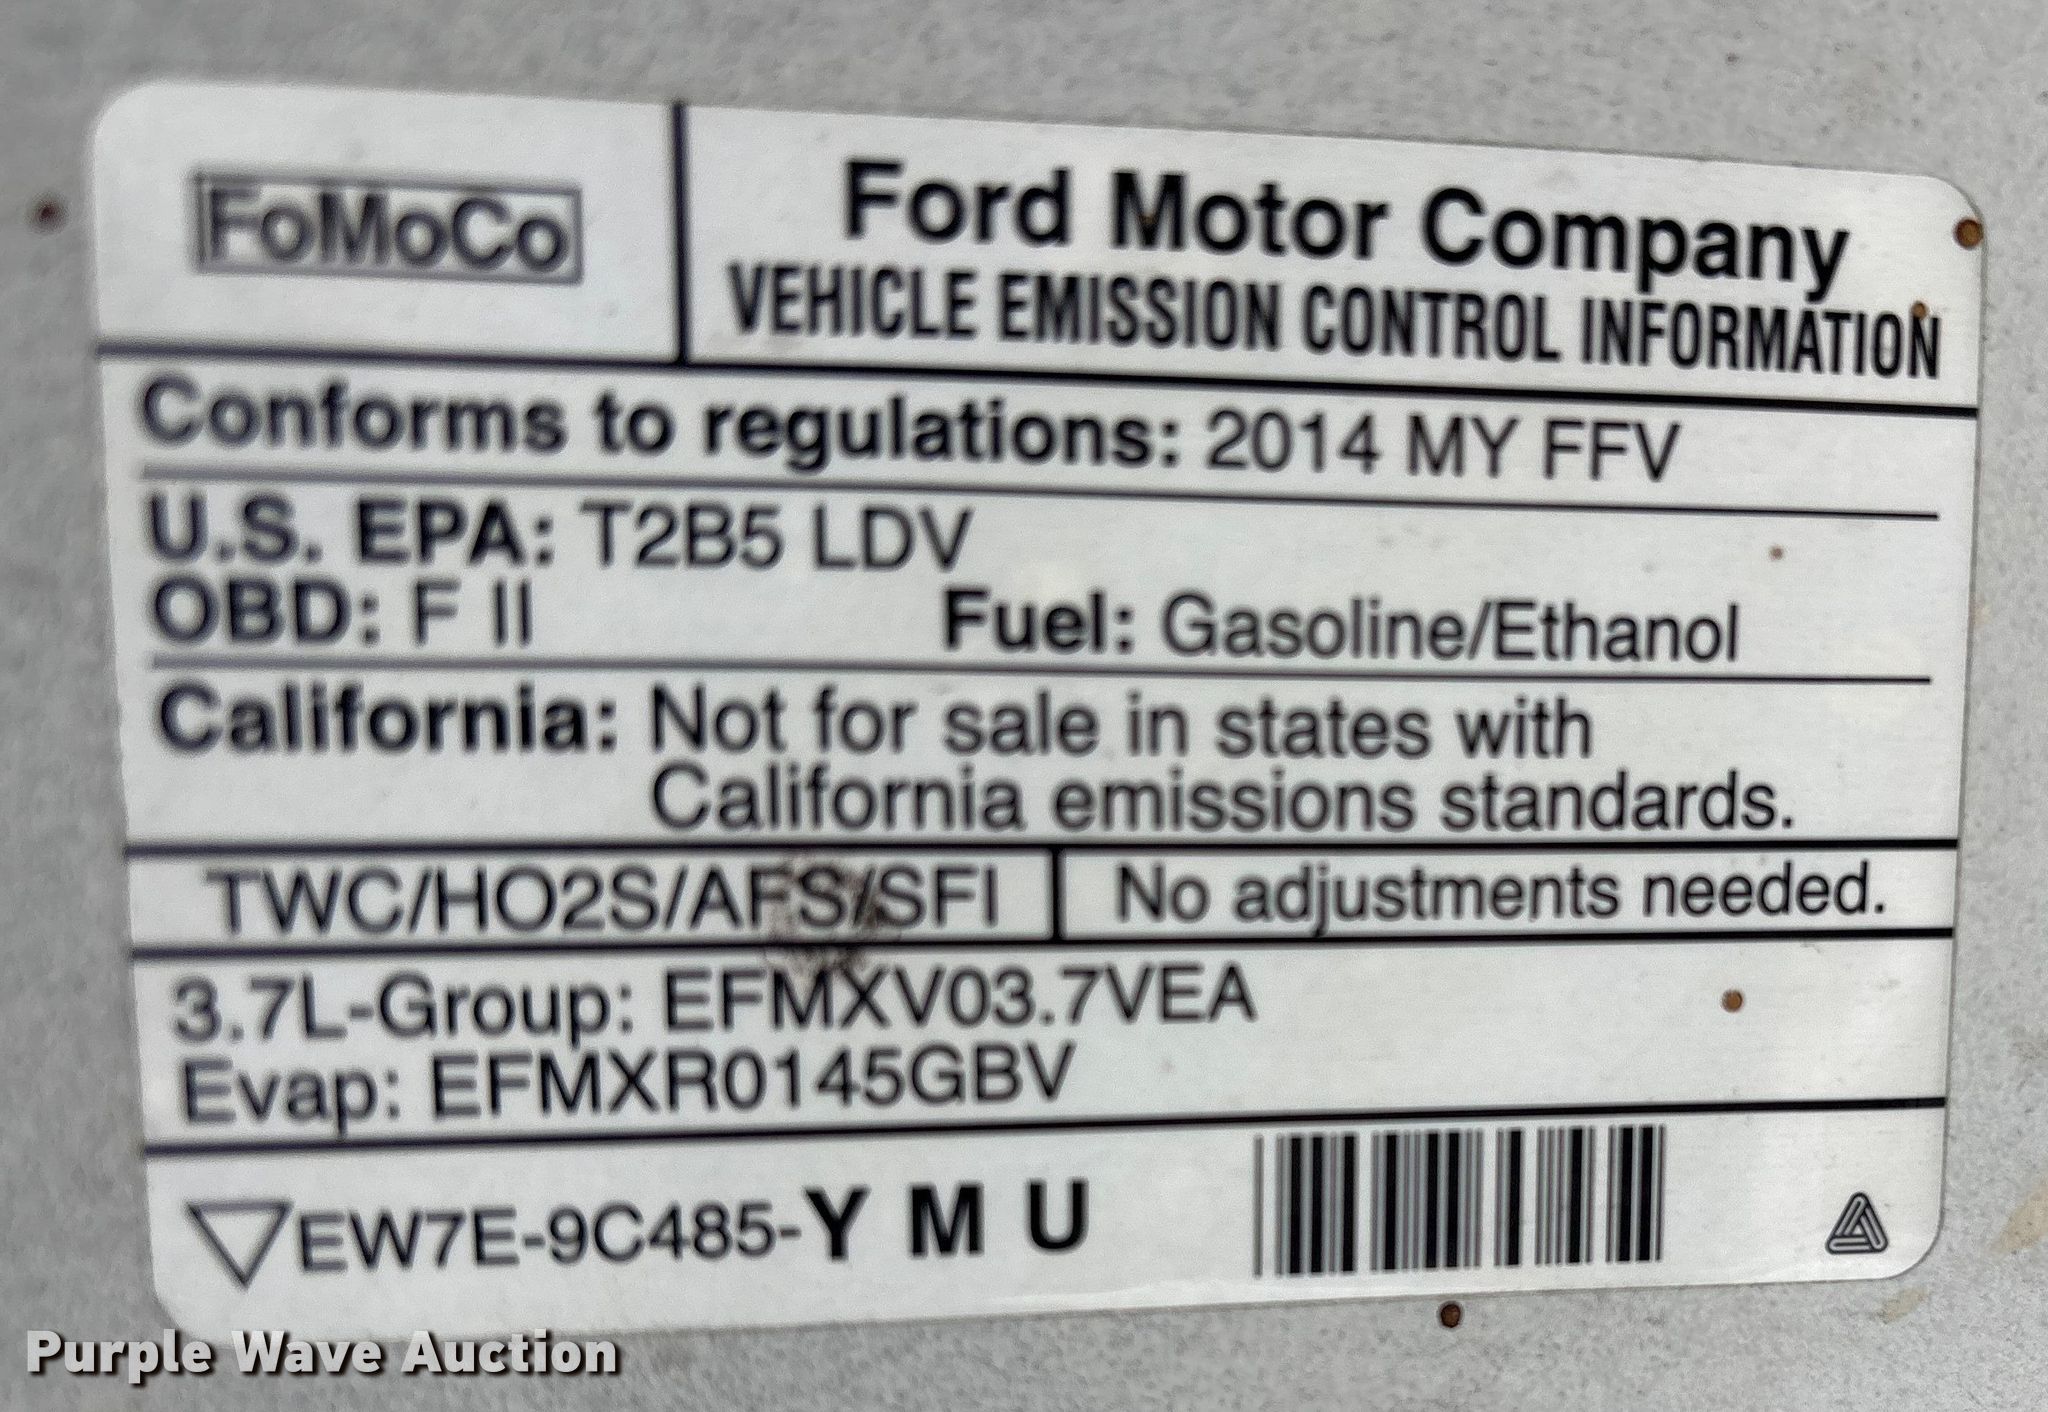 FoMoCo
Ford Motor Company
VEHICLE EMISSION CONTROL INFORMATION
Conforms to regulations: 2014 MY FFV
U.S. EPA: T2B5 LDV
OBD: F II Fuel: Gasoline/Ethanol
California: Not for sale in states with
California emissions standards.
TWC/HO2S/AFS/SFI No adjustments needed.
3.7L-Group: EFMXV03.7VEA
Evap: EFMXR0145GBV
EW7E-9C485-Y M U
Purple Wave Auction